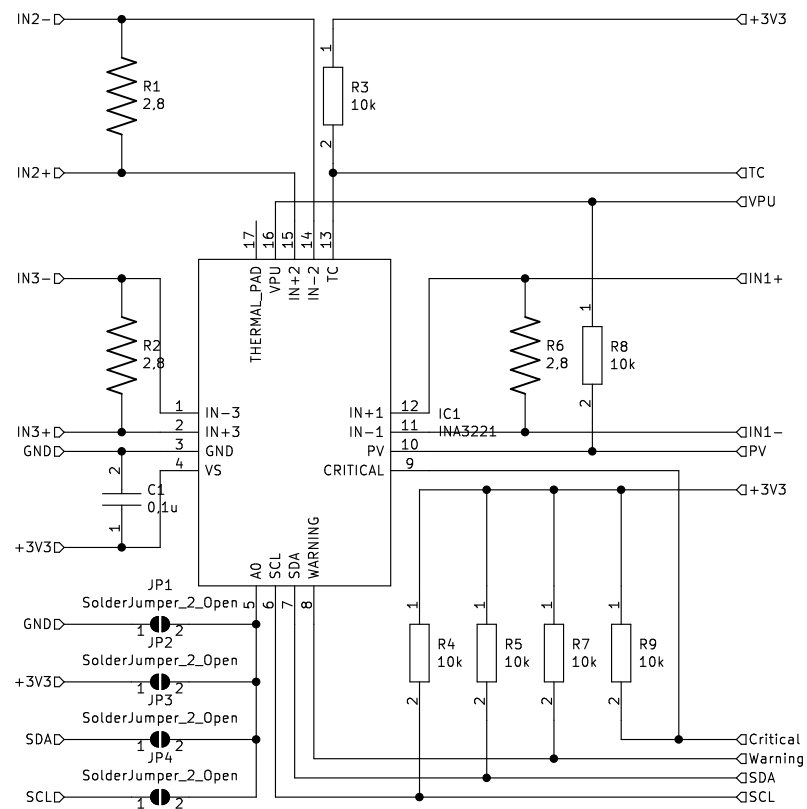 IN2-
+3V3
1
R1
2,8
R3
10k
2
IN2+
TC
VPU
17
16
15
14
13
THERMAL_PAD
VPU
IN+2
IN-2
TC
IN3-
IN1+
R2
2,8
1
R6
2,8
R8
10k
2
1
IN-3
IN+1
12
IC1
IN3+
2
IN+3
IN-1
11
INA3221
IN1-
GND
3
GND
PV
10
PV
2
4
VS
CRITICAL
9
C1
0,1u
+3V3
1
+3V3
A0
SCL
SDA
WARNING
JP1
SolderJumper_2_Open
5
6
7
8
1
1
1
1
GND
1
2
JP2
SolderJumper_2_Open
R4
10k
R5
10k
R7
10k
R9
10k
+3V3
1
2
JP3
SolderJumper_2_Open
2
2
2
2
SDA
1
2
Critical
JP4
SolderJumper_2_Open
Warning
SDA
SCL
1
2
SCL